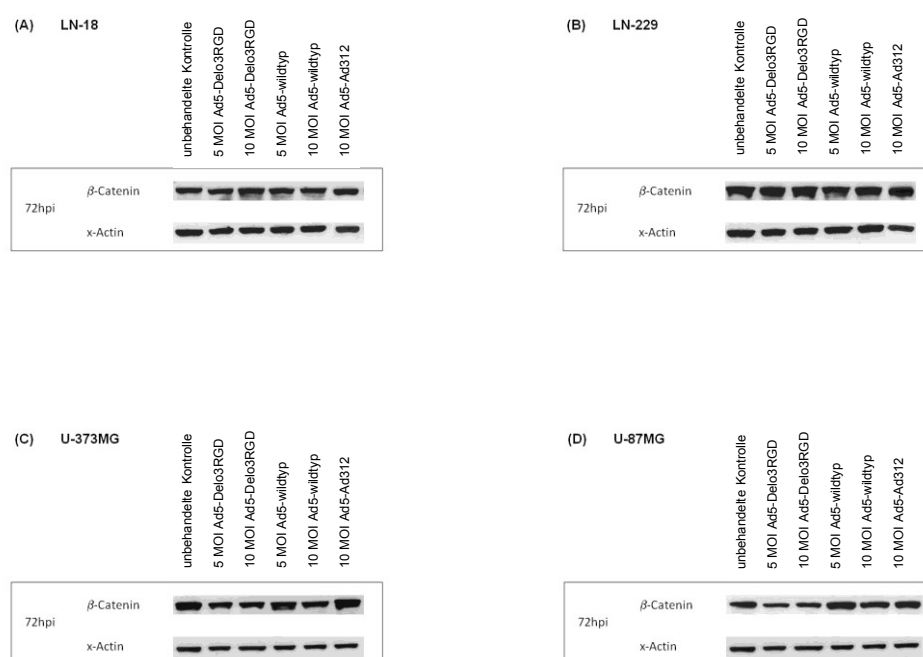 (A) LN-18
unbehandelte Kontrolle
5 MOI Ad5-Delo3RGD
10 MOI Ad5-Delo3RGD
5 MOI Ad5-wildtyp
10 MOI Ad5-wildtyp
10 MOI Ad5-Ad312
72hpi
β-Catenin
x-Actin
(B) LN-229
unbehandelte Kontrolle
5 MOI Ad5-Delo3RGD
10 MOI Ad5-Delo3RGD
5 MOI Ad5-wildtyp
10 MOI Ad5-wildtyp
10 MOI Ad5-Ad312
72hpi
β-Catenin
x-Actin
(C) U-373MG
unbehandelte Kontrolle
5 MOI Ad5-Delo3RGD
10 MOI Ad5-Delo3RGD
5 MOI Ad5-wildtyp
10 MOI Ad5-wildtyp
10 MOI Ad5-Ad312
72hpi
β-Catenin
x-Actin
(D) U-87MG
unbehandelte Kontrolle
5 MOI Ad5-Delo3RGD
10 MOI Ad5-Delo3RGD
5 MOI Ad5-wildtyp
10 MOI Ad5-wildtyp
10 MOI Ad5-Ad312
72hpi
β-Catenin
x-Actin